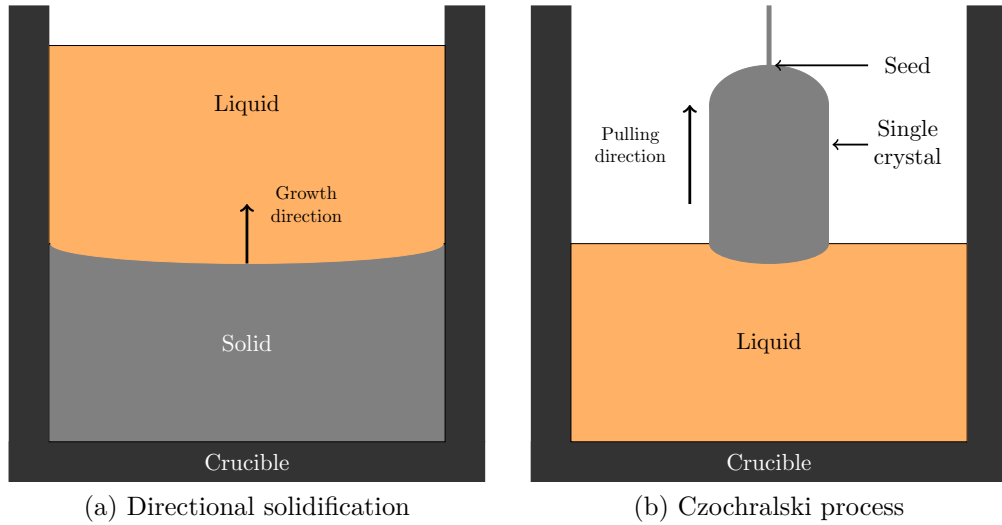 Liquid
Growth
direction
Solid
Crucible
(a) Directional solidification
Seed
Pulling
direction
Single
crystal
Liquid
Crucible
(b) Czochralski process